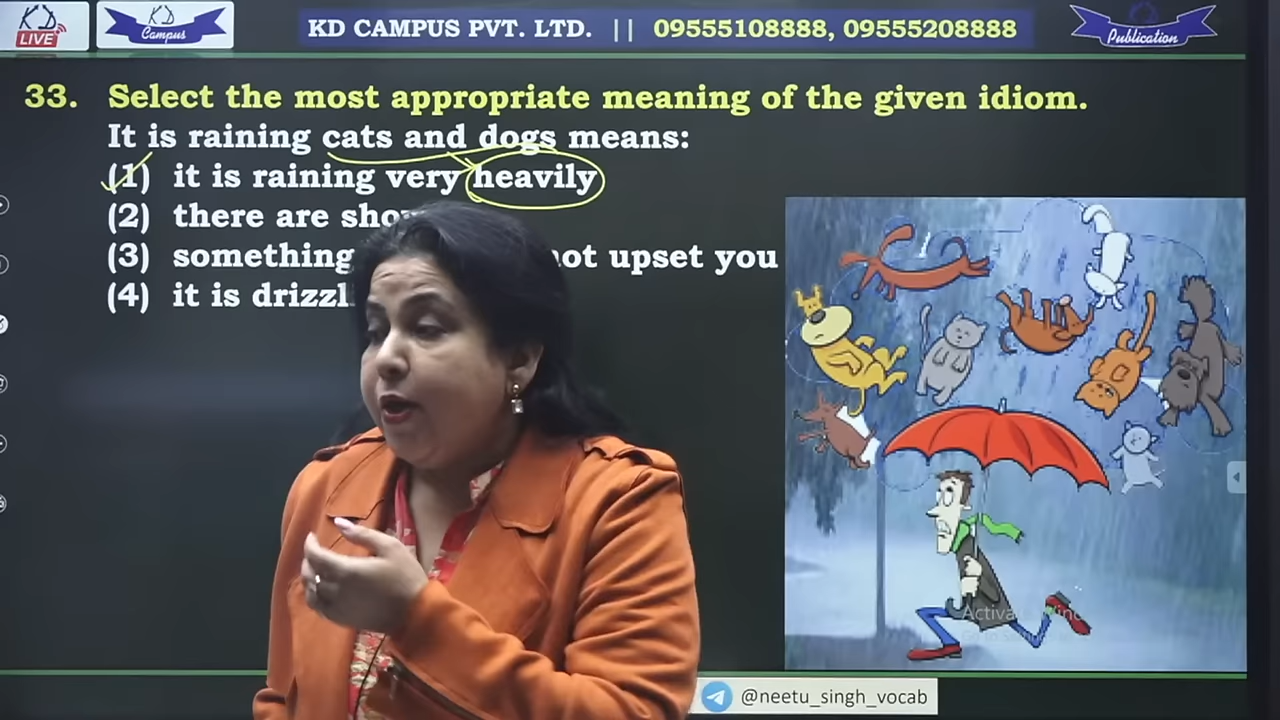 KD
LIVE
KD
Campus
KD CAMPUS PVT. LTD. || 09555108888, 09555208888
Publication
33. Select the most appropriate meaning of the given idiom.
It is raining cats and dogs means:
(1) it is raining very heavily
(2) there are
(3) something not upset you
(4) it is
@neetu_singh_vocab